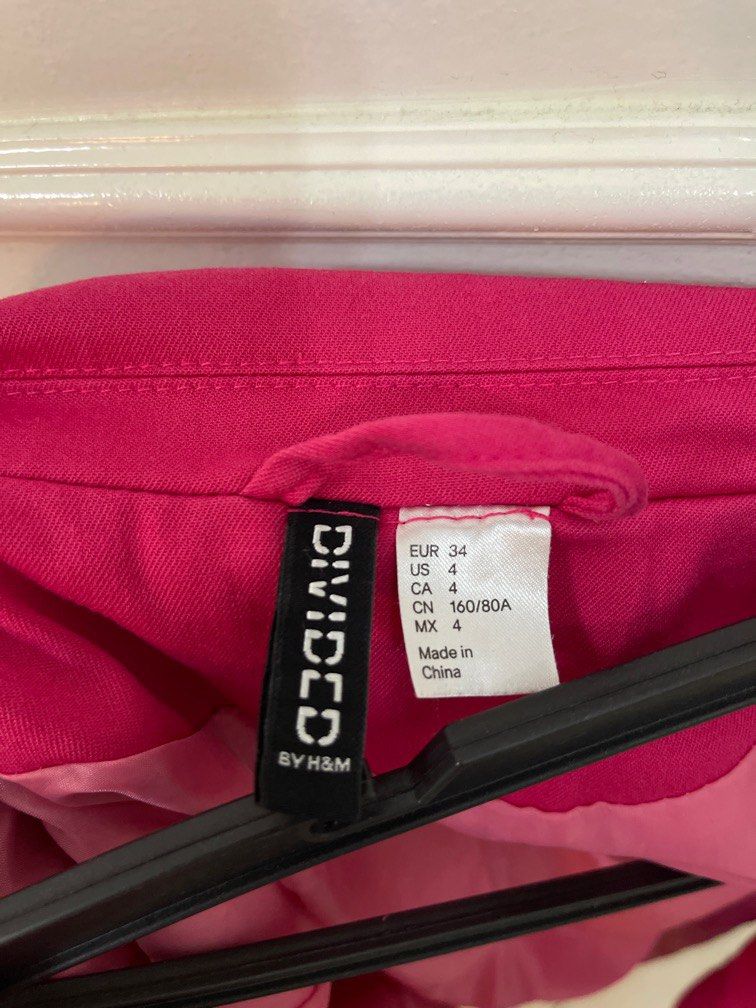 DIVIDED
BY H&M
EUR 34
US 4
CA 4
CN 160/80A
MX 4
Made in
China